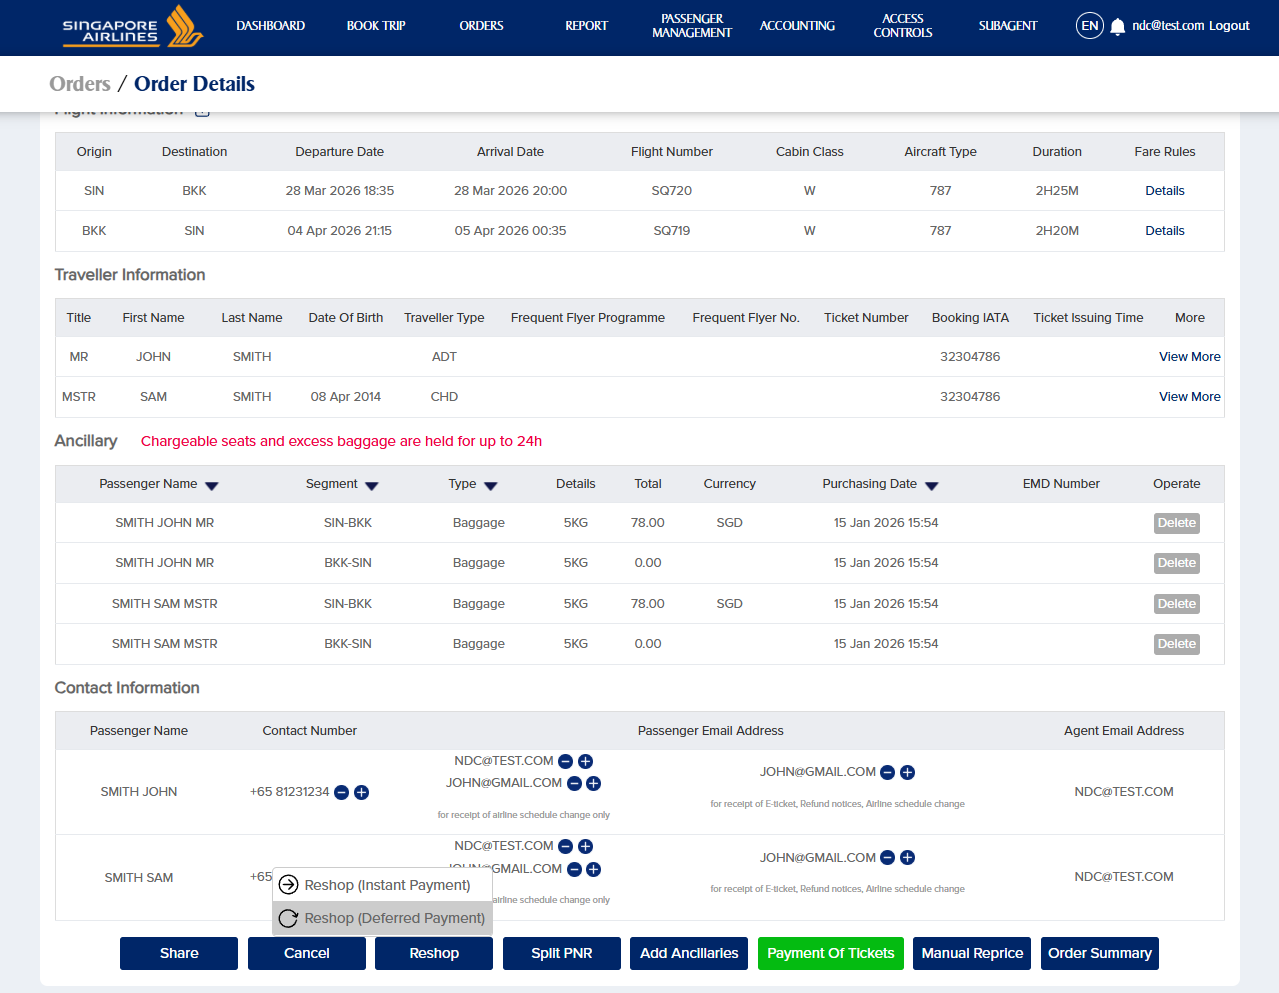 SINGAPORE AIRLINES
DASHBOARD
BOOK TRIP
ORDERS
REPORT
PASSENGER MANAGEMENT
ACCOUNTING
ACCESS CONTROLS
SUBAGENT
EN
ndc@test.com Logout
Orders / Order Details
Flight Information
Origin Destination Departure Date Arrival Date Flight Number Cabin Class Aircraft Type Duration Fare Rules
SIN BKK 28 Mar 2026 18:35 28 Mar 2026 20:00 SQ720 W 787 2H25M Details
BKK SIN 04 Apr 2026 21:15 05 Apr 2026 00:35 SQ719 W 787 2H20M Details
Traveller Information
Title First Name Last Name Date Of Birth Traveller Type Frequent Flyer Programme Frequent Flyer No. Ticket Number Booking IATA Ticket Issuing Time More
MR JOHN SMITH ADT 32304786 View More
MSTR SAM SMITH 08 Apr 2014 CHD 32304786 View More
Ancillary Chargeable seats and excess baggage are held for up to 24h
Passenger Name Segment Type Details Total Currency Purchasing Date EMD Number Operate
SMITH JOHN MR SIN-BKK Baggage 5KG 78.00 SGD 15 Jan 2026 15:54 Delete
SMITH JOHN MR BKK-SIN Baggage 5KG 0.00 15 Jan 2026 15:54 Delete
SMITH SAM MSTR SIN-BKK Baggage 5KG 78.00 SGD 15 Jan 2026 15:54 Delete
SMITH SAM MSTR BKK-SIN Baggage 5KG 0.00 15 Jan 2026 15:54 Delete
Contact Information
Passenger Name Contact Number Passenger Email Address Agent Email Address
SMITH JOHN +65 81231234 NDC@TEST.COM
JOHN@GMAIL.COM
for receipt of airline schedule change only
JOHN@GMAIL.COM
for receipt of E-ticket, Refund notices, Airline schedule change
NDC@TEST.COM
SMITH SAM +65 NDC@TEST.COM
JOHN@GMAIL.COM
airline schedule change only
JOHN@GMAIL.COM
for receipt of E-ticket, Refund notices, Airline schedule change
NDC@TEST.COM
Reshop (Instant Payment)
Reshop (Deferred Payment)
Share Cancel Reshop Split PNR Add Ancillaries Payment Of Tickets Manual Reprice Order Summary